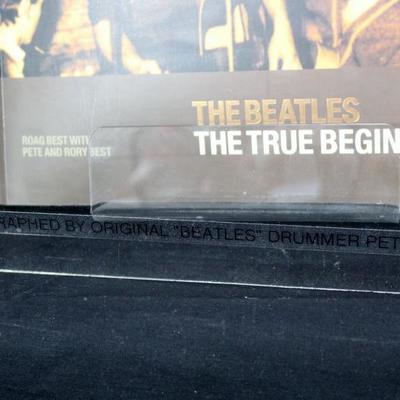 THE BEATLES
THE TRUE BEGIN
ROAG BEST WITH
PETE AND RORY BEST
RAPHED BY ORIGINAL "BEATLES" DRUMMER PET